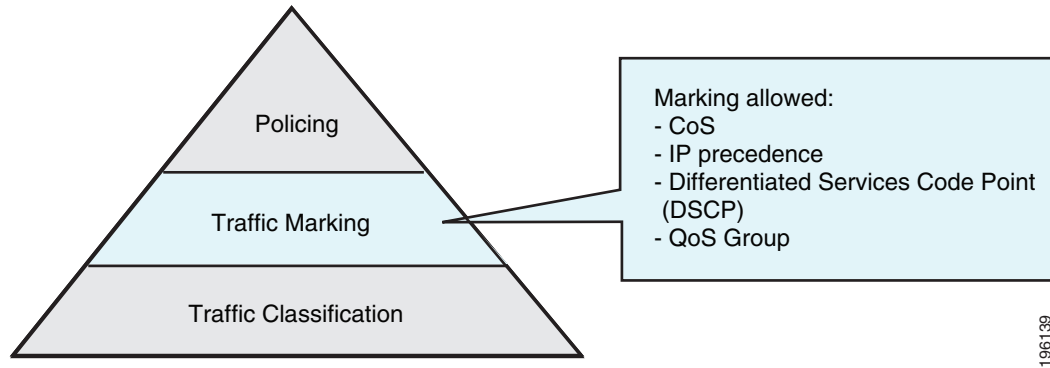 Policing
Traffic Marking
Traffic Classification
Marking allowed:
- CoS
- IP precedence
- Differentiated Services Code Point
(DSCP)
- QoS Group
196139